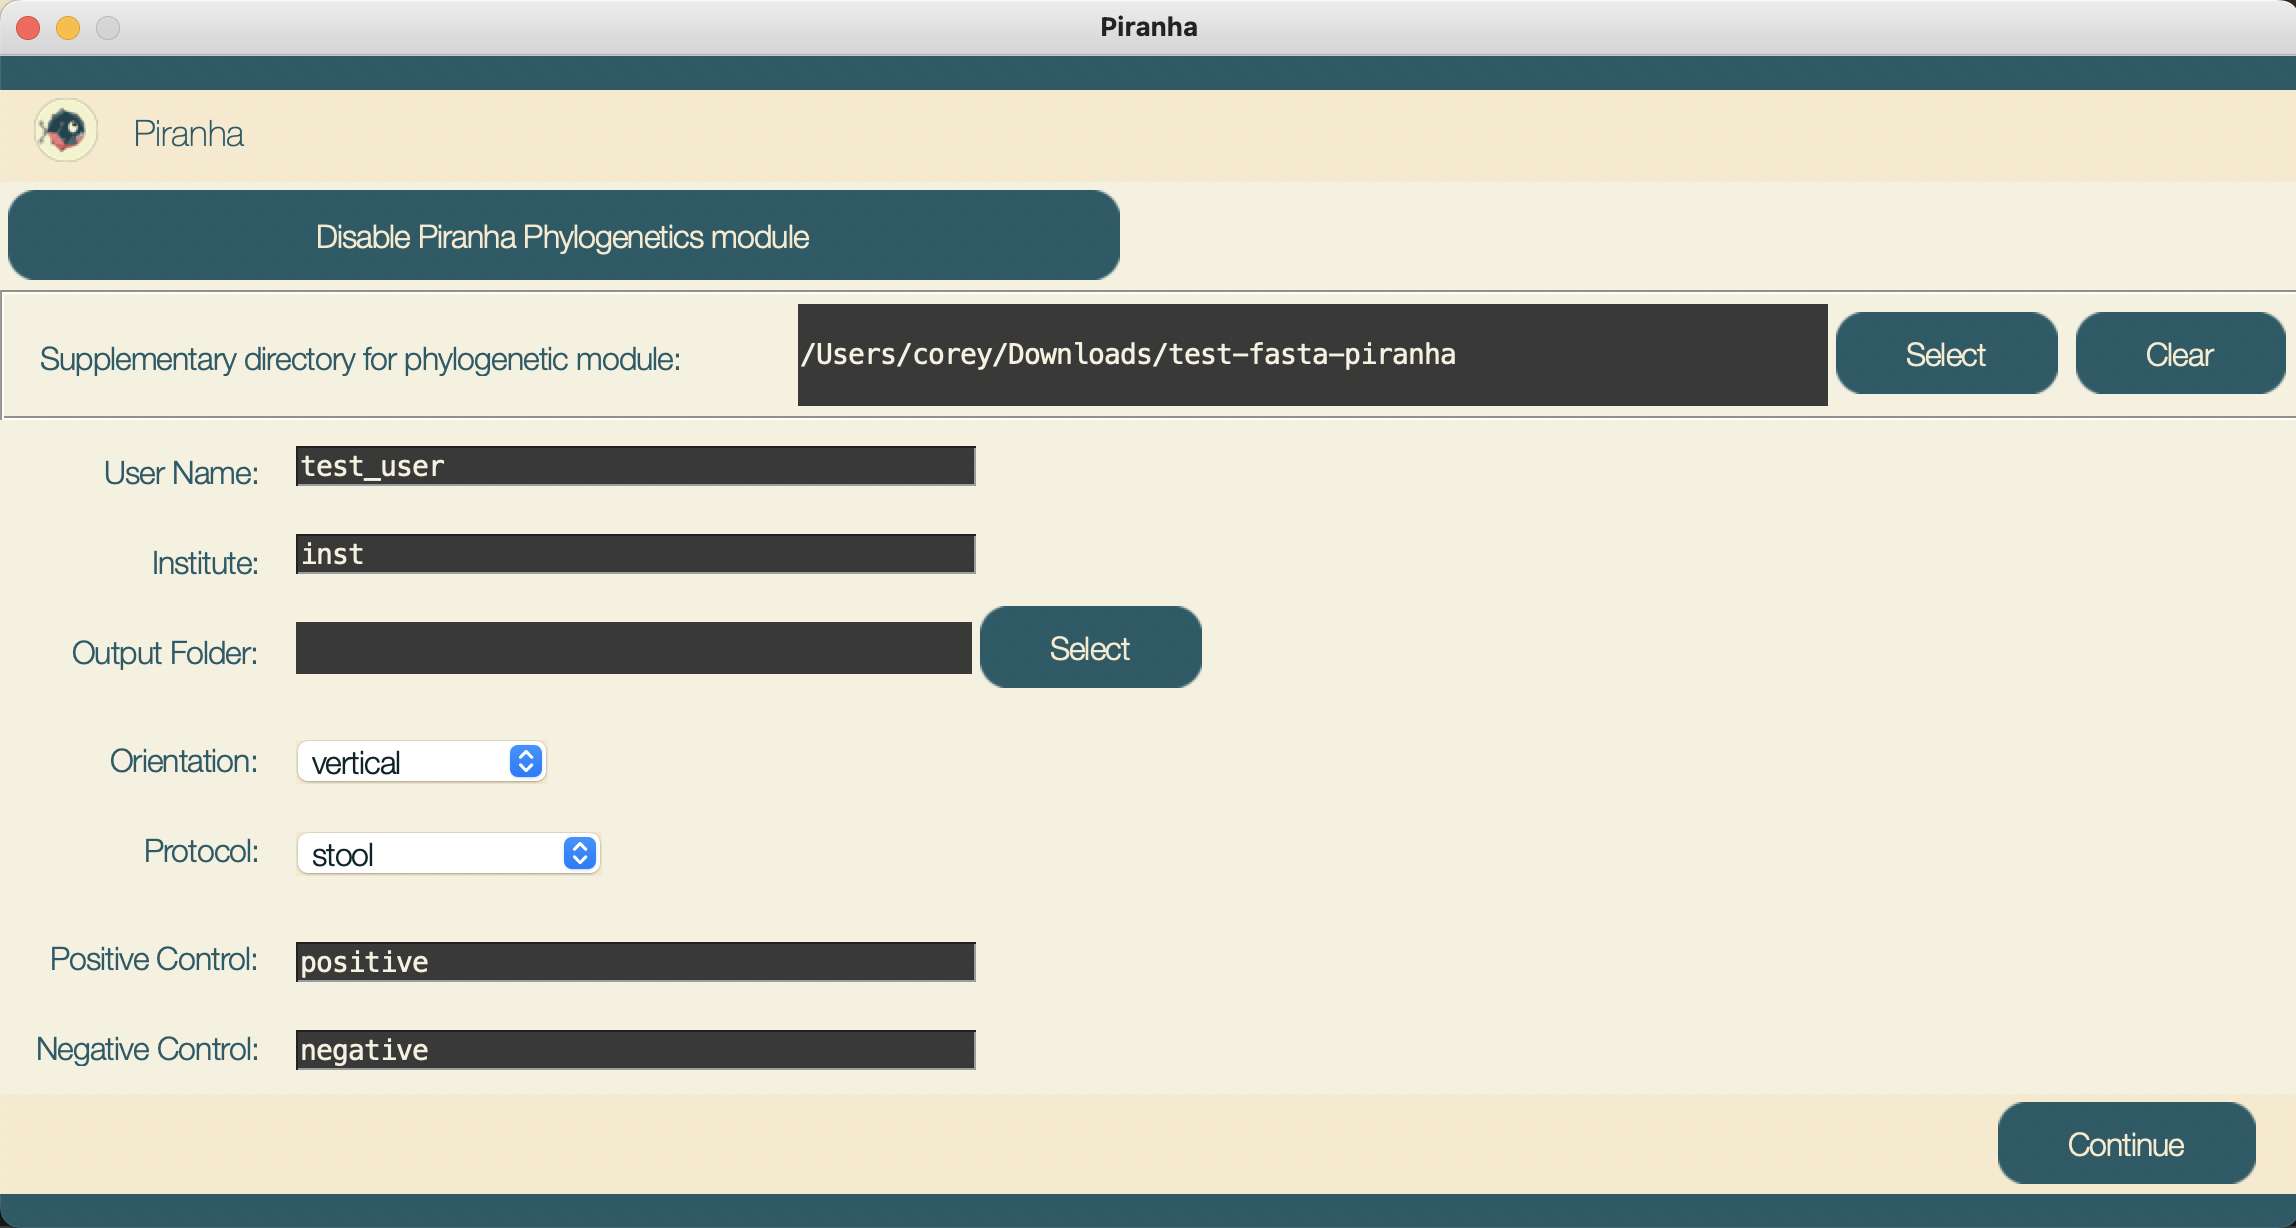 Piranha
Piranha
Disable Piranha Phylogenetics module
Supplementary directory for phylogenetic module: /Users/corey/Downloads/test-fasta-piranha Select Clear
User Name: test_user
Institute: inst
Output Folder: Select
Orientation: vertical
Protocol: stool
Positive Control: positive
Negative Control: negative
Continue